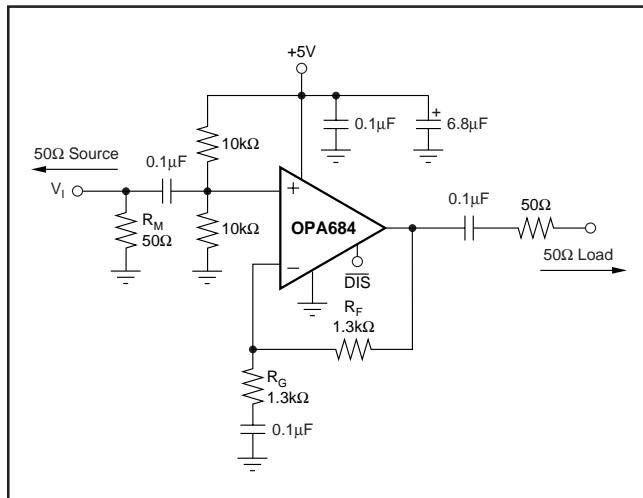 +5V
0.1µF
+
6.8µF
50Ω Source
0.1µF
10kΩ
V_I
R_M
50Ω
10kΩ
+
OPA684
−
DIS
0.1µF
50Ω
50Ω Load
R_F
1.3kΩ
R_G
1.3kΩ
0.1µF